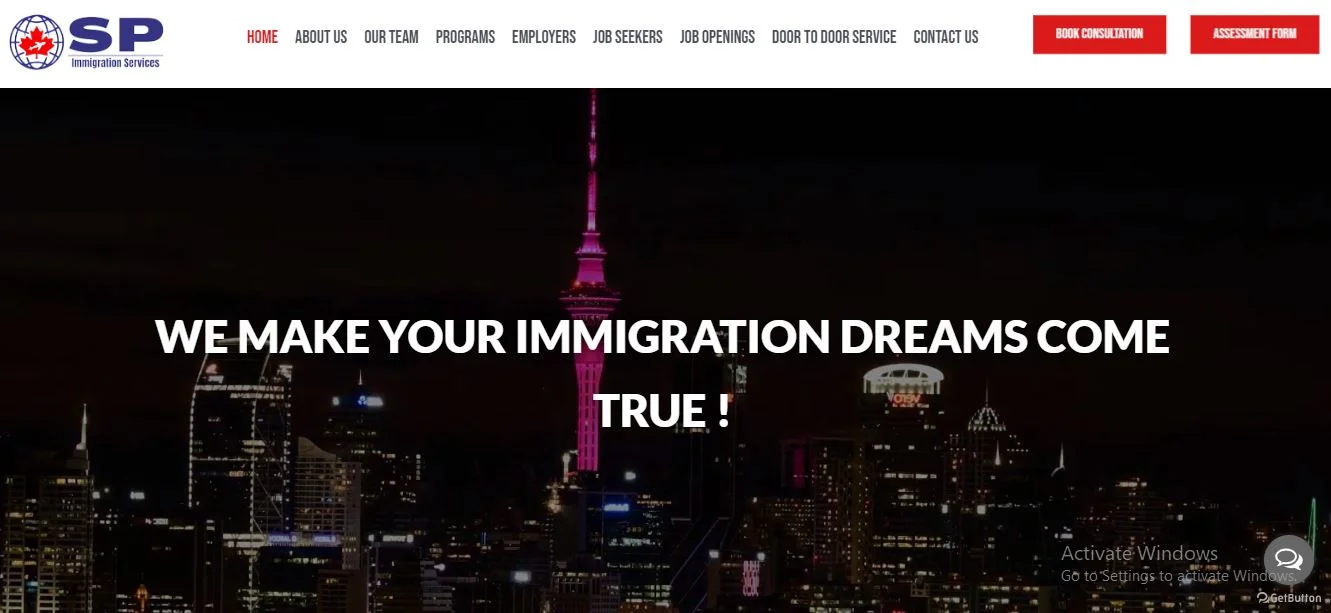 SP
Immigration Services
HOME ABOUT US OUR TEAM PROGRAMS EMPLOYERS JOB SEEKERS JOB OPENINGS DOOR TO DOOR SERVICE CONTACT US
BOOK CONSULTATION ASSESSMENT FORM
WE MAKE YOUR IMMIGRATION DREAMS COME
TRUE !
Activate Windows
Go to Settings to activate Windows.
GetButton